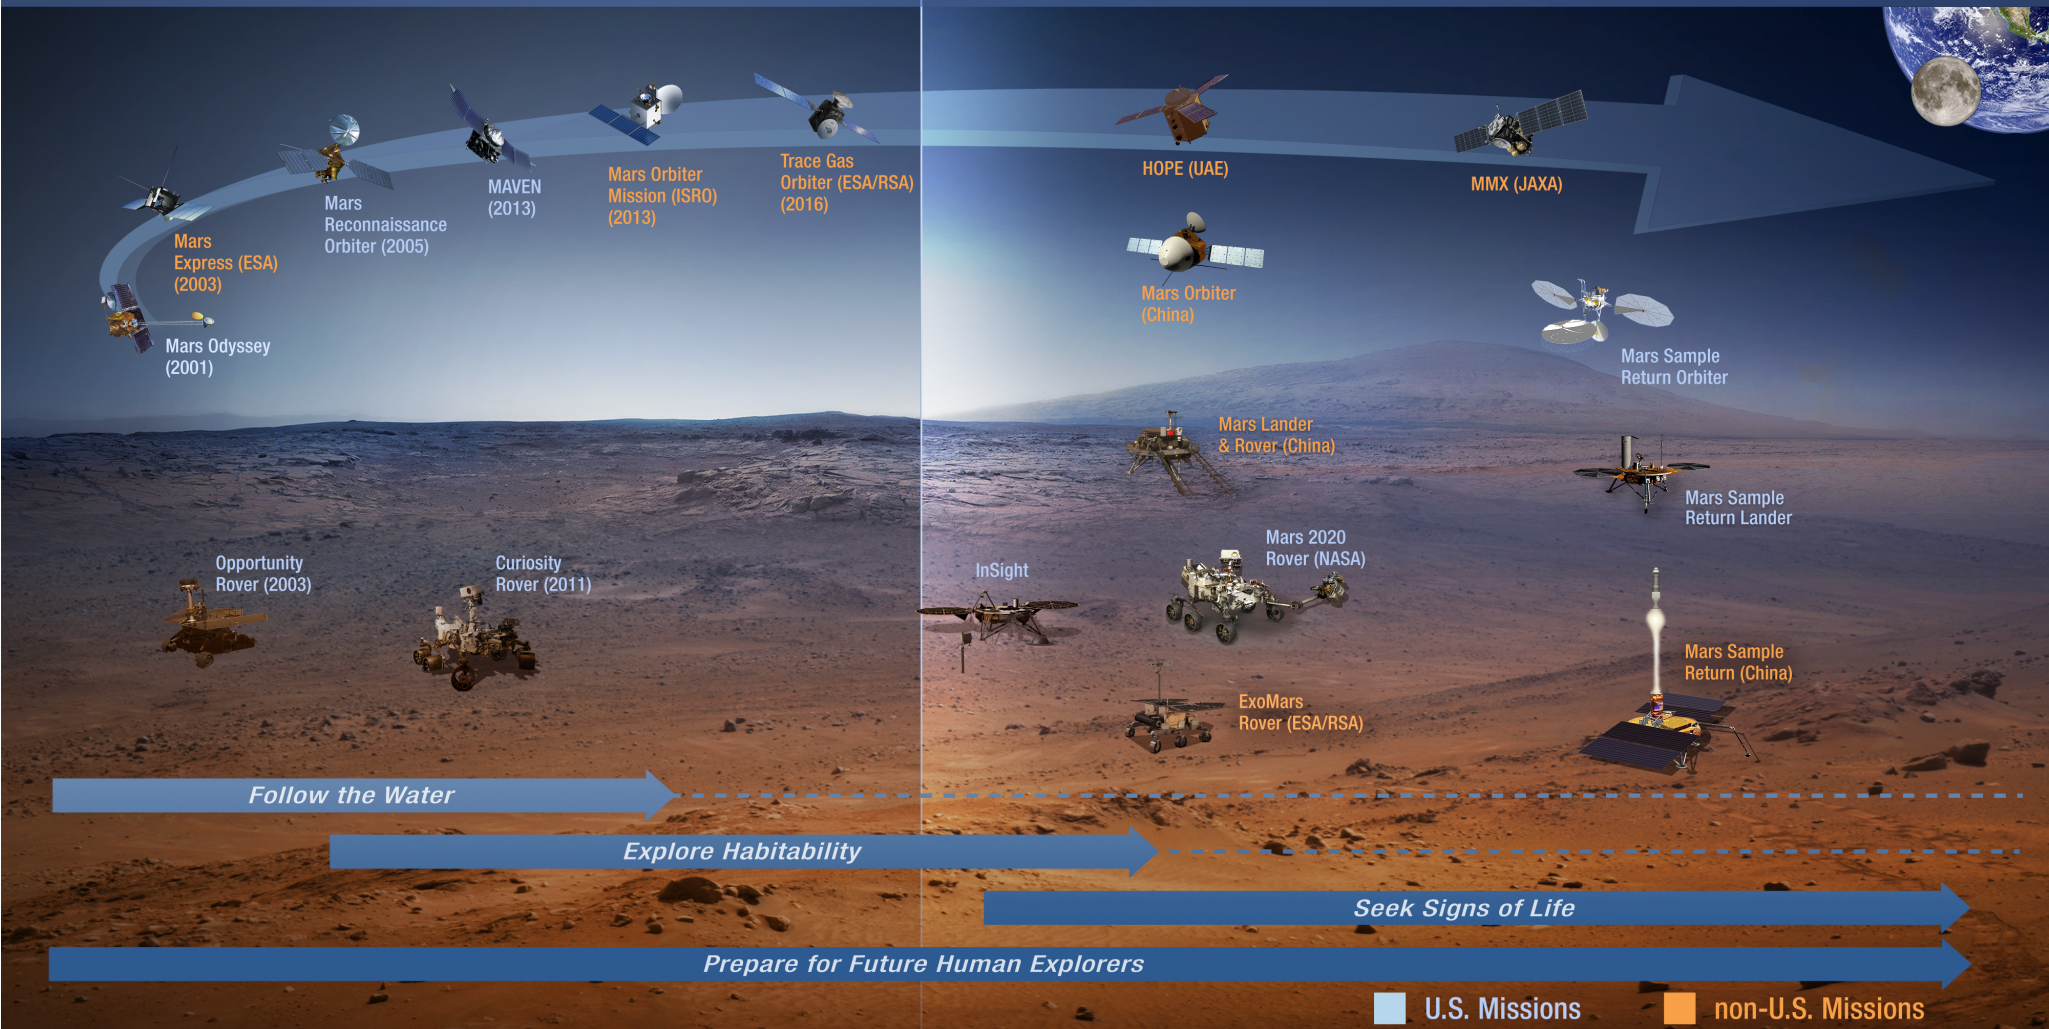 Mars
Express (ESA)
(2003)
Mars Odyssey
(2001)
Mars
Reconnaissance
Orbiter (2005)
MAVEN
(2013)
Mars Orbiter
Mission (ISRO)
(2013)
Trace Gas
Orbiter (ESA/RSA)
(2016)
HOPE (UAE)
MMX (JAXA)
Mars Orbiter
(China)
Mars Sample
Return Orbiter
Mars Lander
& Rover (China)
Mars Sample
Return Lander
Opportunity
Rover (2003)
Curiosity
Rover (2011)
InSight
Mars 2020
Rover (NASA)
Mars Sample
Return (China)
ExoMars
Rover (ESA/RSA)
Follow the Water
Explore Habitability
Seek Signs of Life
Prepare for Future Human Explorers
U.S. Missions
non-U.S. Missions